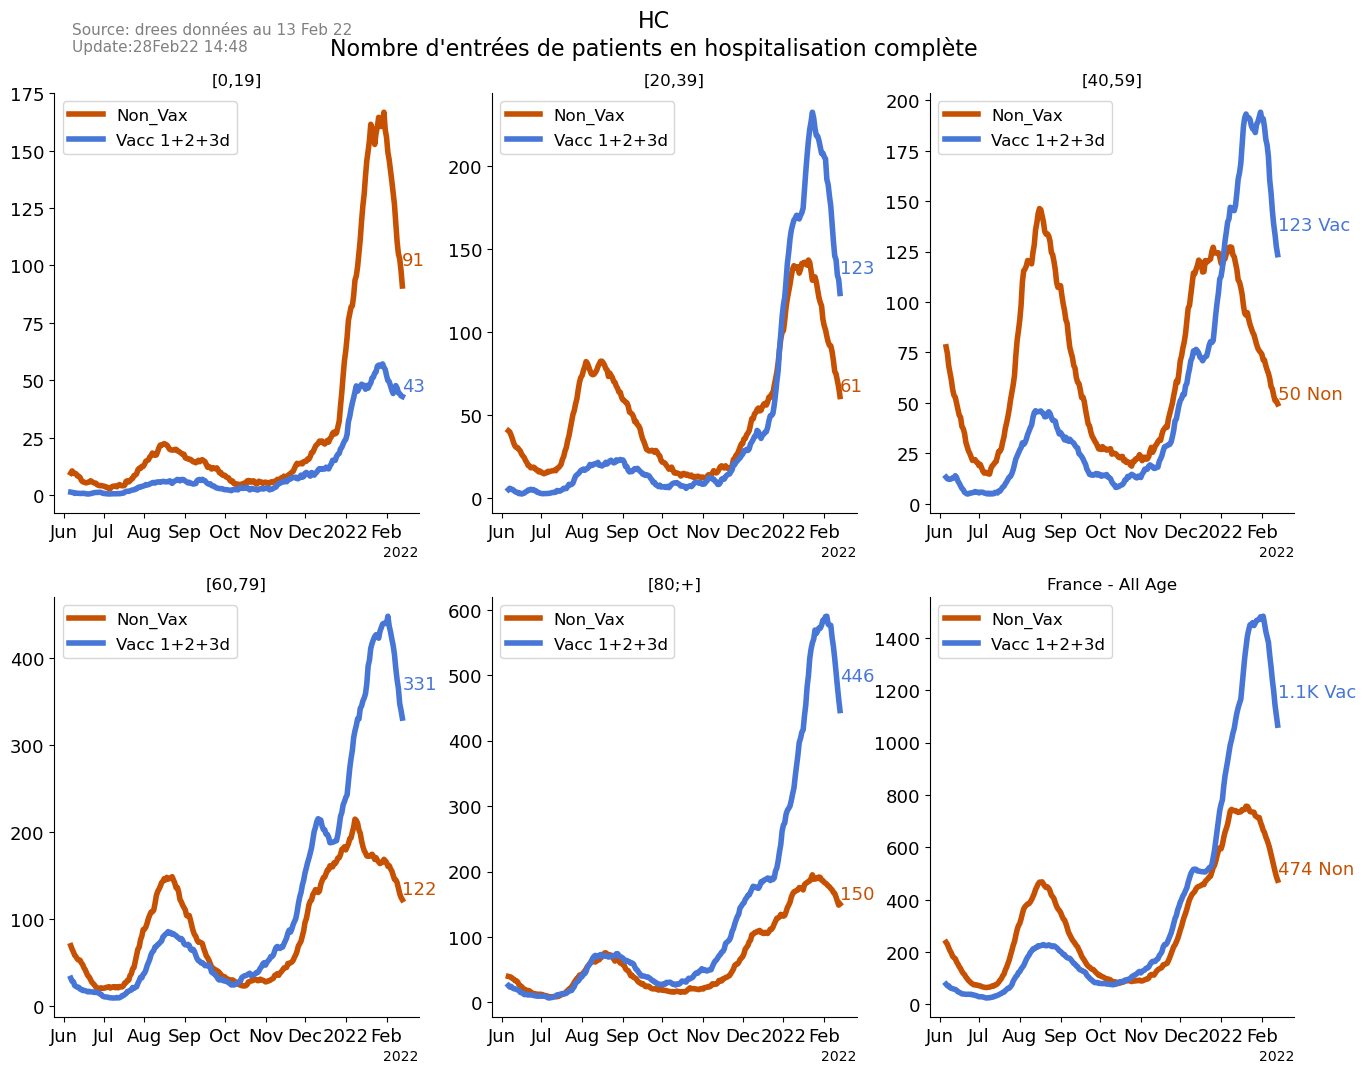 Source: drees données au 13 Feb 22
Update:28Feb22 14:48
HC
Nombre d'entrées de patients en hospitalisation complète
[0,19]
Non_Vax
Vacc 1+2+3d
175
150
125
100
75
50
25
0
91
43
Jun Jul Aug Sep Oct Nov Dec 2022 Feb
2022
[20,39]
Non_Vax
Vacc 1+2+3d
200
150
100
50
0
123
61
Jun Jul Aug Sep Oct Nov Dec 2022 Feb
2022
[40,59]
Non_Vax
Vacc 1+2+3d
200
175
150
125
100
75
50
25
0
123 Vac
50 Non
Jun Jul Aug Sep Oct Nov Dec 2022 Feb
2022
[60,79]
Non_Vax
Vacc 1+2+3d
400
300
200
100
0
331
122
Jun Jul Aug Sep Oct Nov Dec 2022 Feb
2022
[80;+]
Non_Vax
Vacc 1+2+3d
600
500
400
300
200
100
0
446
150
Jun Jul Aug Sep Oct Nov Dec 2022 Feb
2022
France - All Age
Non_Vax
Vacc 1+2+3d
1400
1200
1000
800
600
400
200
0
1.1K Vac
474 Non
Jun Jul Aug Sep Oct Nov Dec 2022 Feb
2022